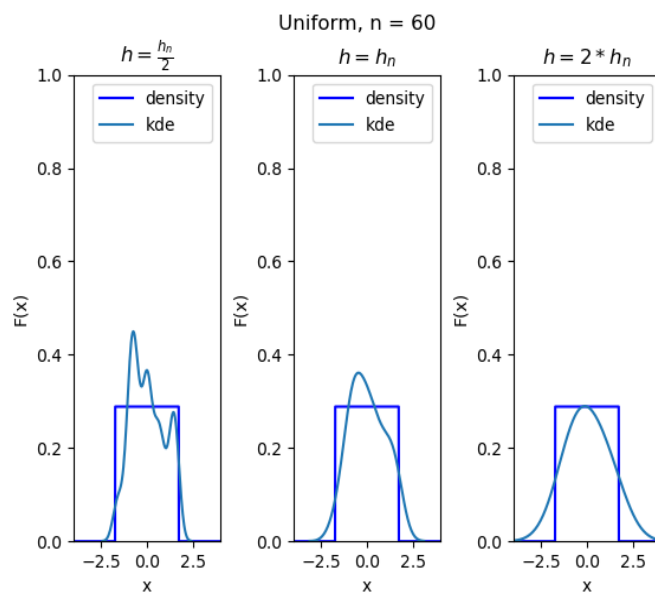 Uniform, n = 60
h = h_n/2
h = h_n
h = 2 * h_n
1.0
0.8
0.6
0.4
0.2
0.0
F(x)
density
kde
−2.5 0.0 2.5
x
1.0
0.8
0.6
0.4
0.2
0.0
F(x)
density
kde
−2.5 0.0 2.5
x
1.0
0.8
0.6
0.4
0.2
0.0
F(x)
density
kde
−2.5 0.0 2.5
x